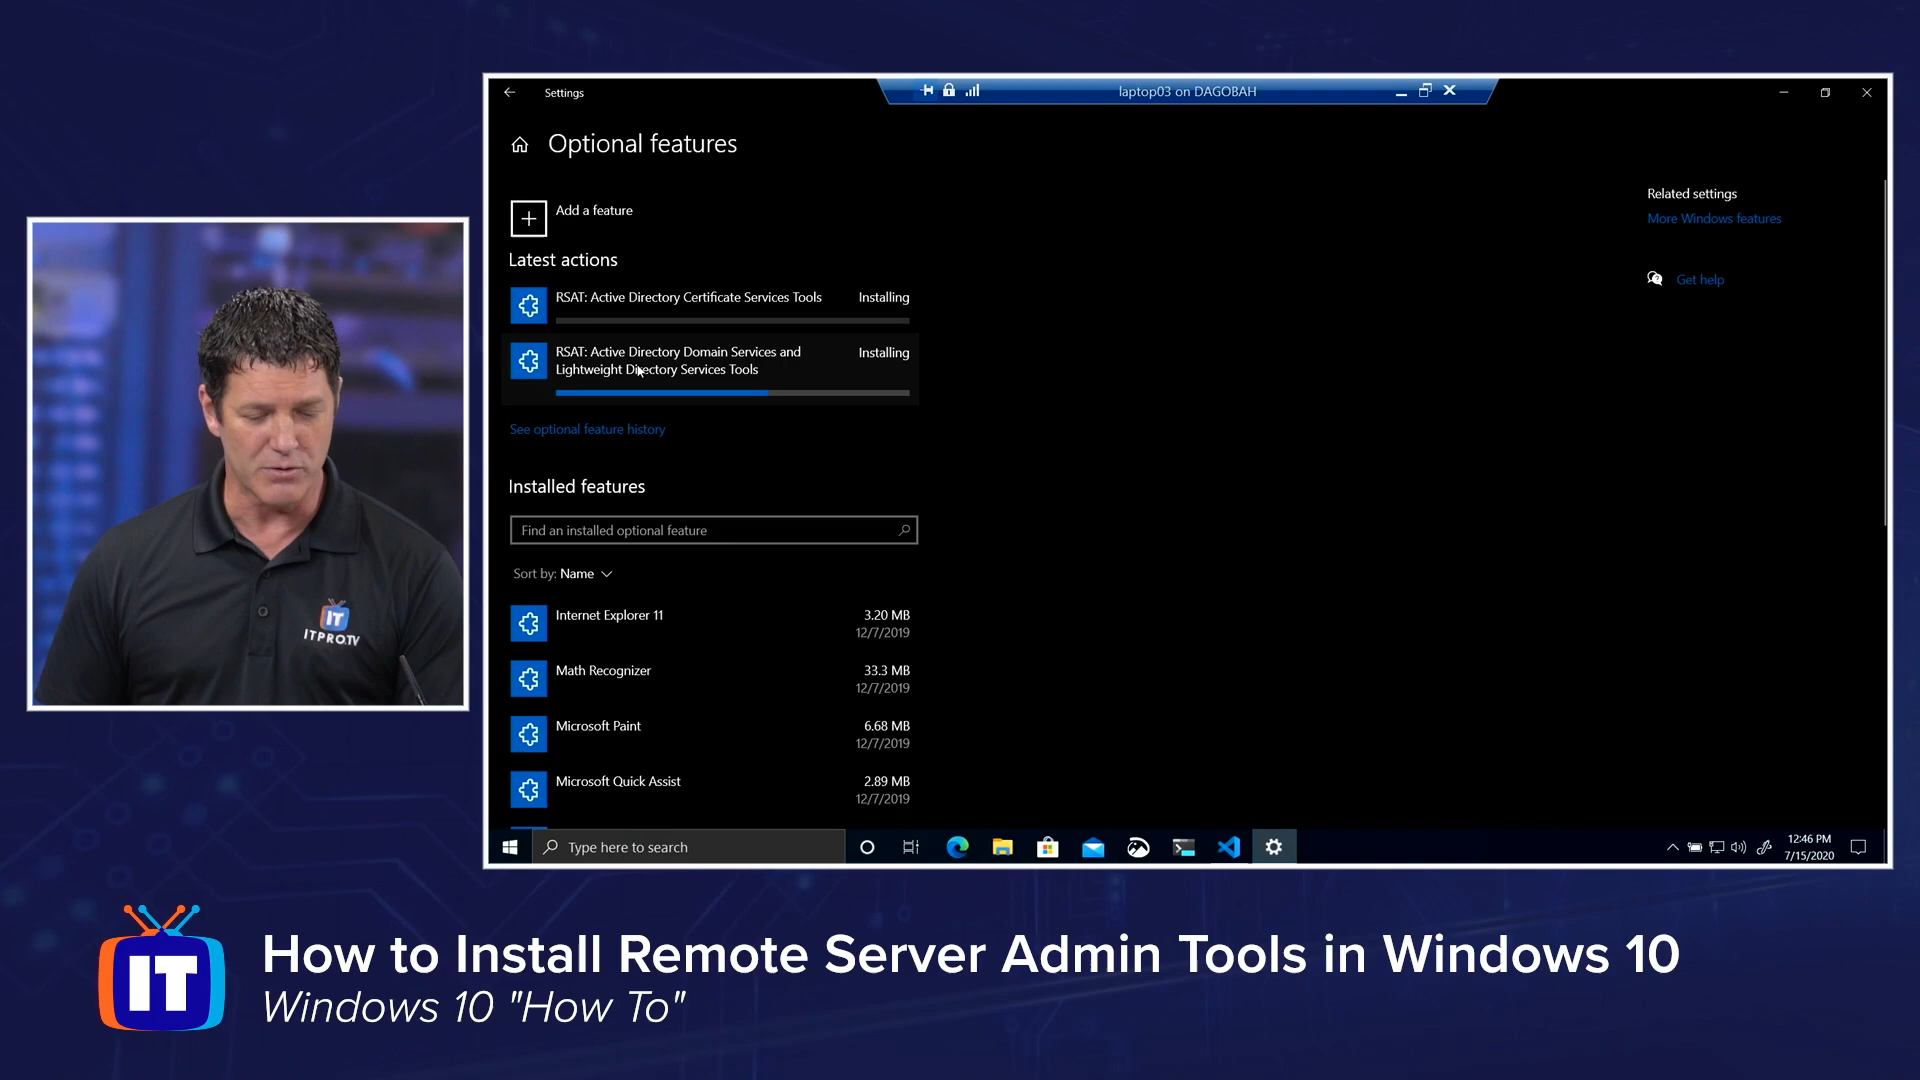 Settings
laptop03 on DAGOBAH
Optional features
Add a feature
Latest actions
RSAT: Active Directory Certificate Services Tools
Installing
RSAT: Active Directory Domain Services and
Lightweight Directory Services Tools
Installing
See optional feature history
Installed features
Find an installed optional feature
Sort by: Name
Internet Explorer 11
3.20 MB
12/7/2019
Math Recognizer
33.3 MB
12/7/2019
Microsoft Paint
6.68 MB
12/7/2019
Microsoft Quick Assist
2.89 MB
12/7/2019
Related settings
More Windows features
Get help
Type here to search
12:46 PM
7/15/2020
IT
ITPRO.TV
IT
How to Install Remote Server Admin Tools in Windows 10
Windows 10 "How To"